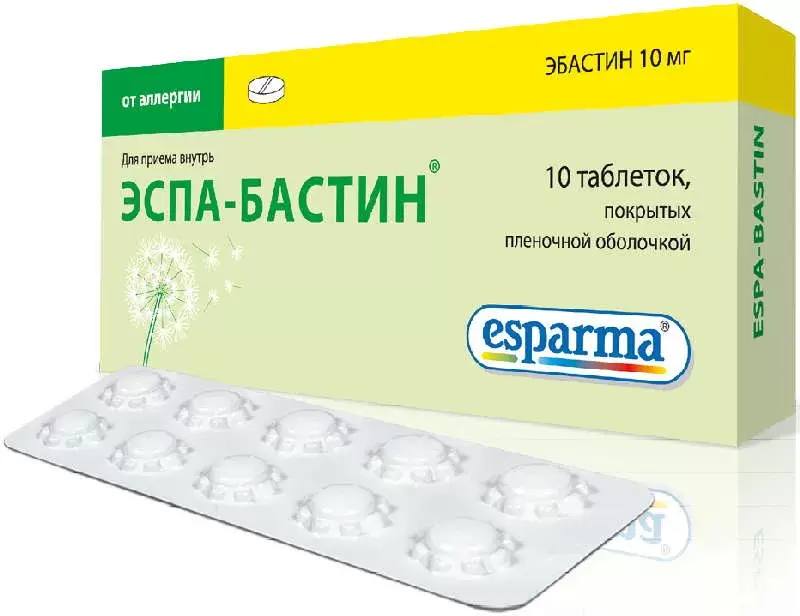 ЭБАСТИН 10 мг
от аллергии
Для приема внутрь
ЭСПА-БАСТИН®
10 таблеток,
покрытых
пленочной оболочкой
esparma®
ESPA-BASTIN